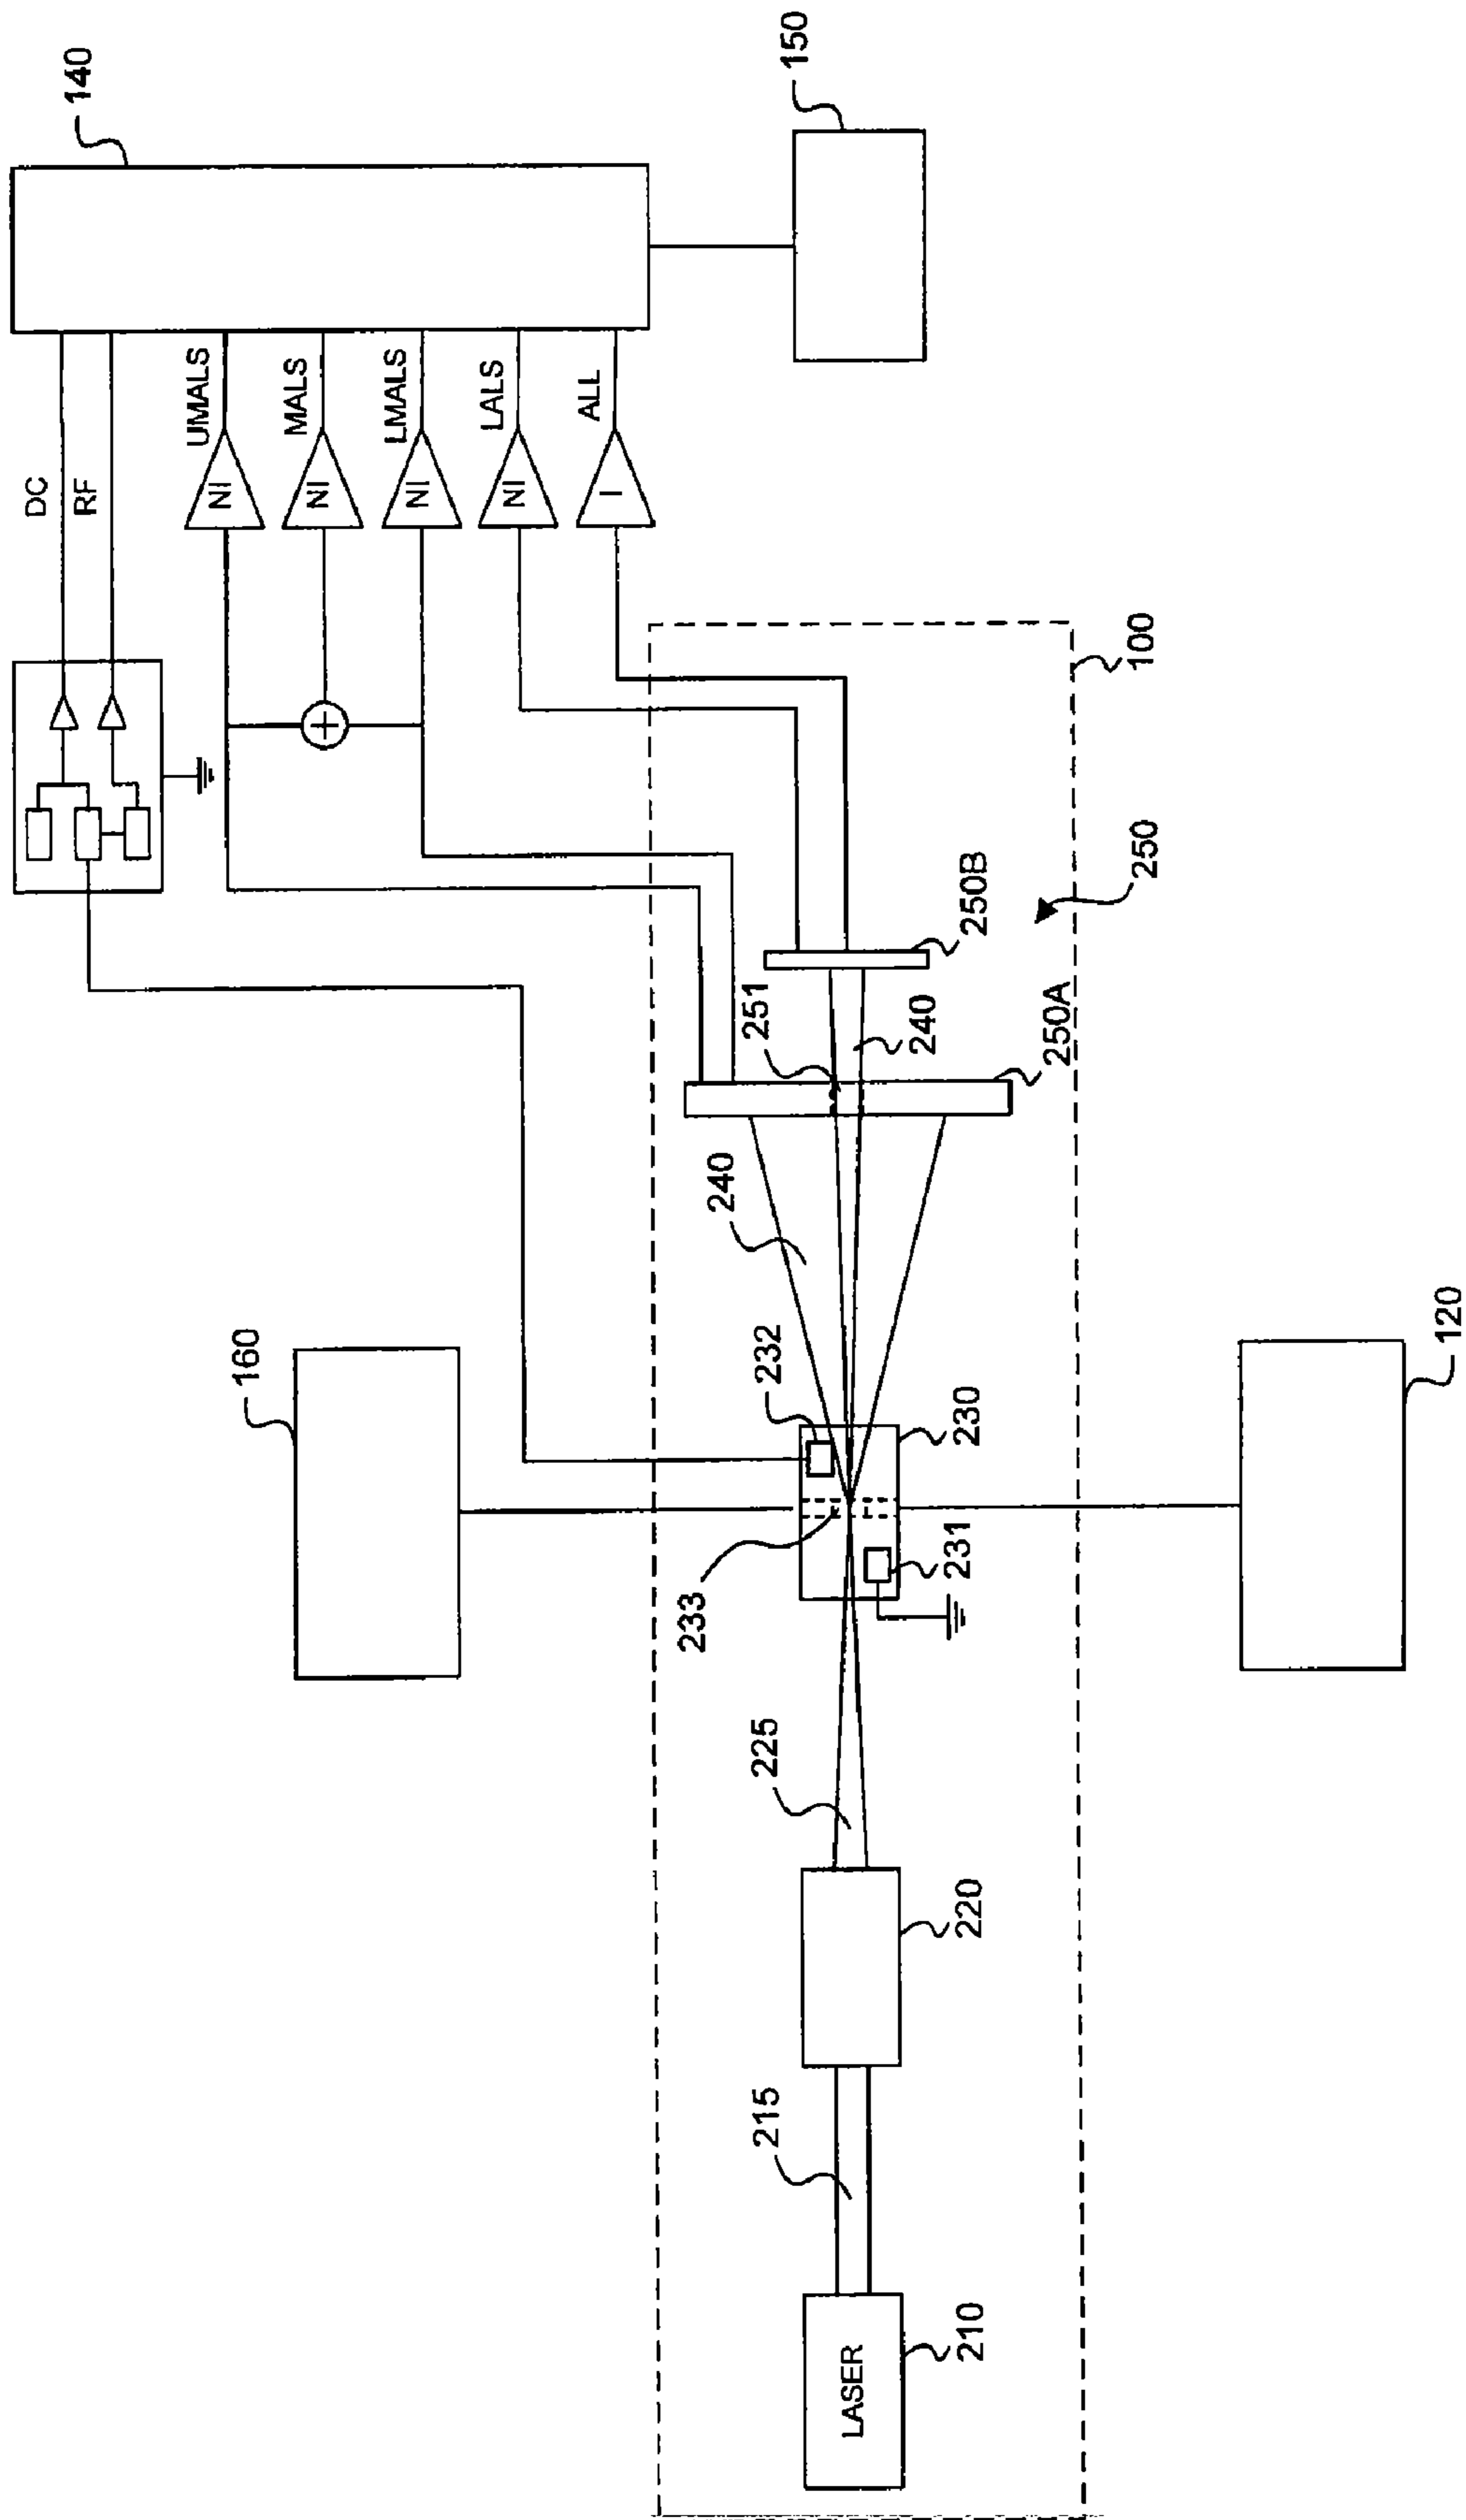 140
150
DC
RF
UMALS
MALS
LMALS
LALS
ALL
NI
NI
NI
NI
I
100
250
250B
251
240
250A
240
160
232
230
120
233
231
225
220
215
LASER
210